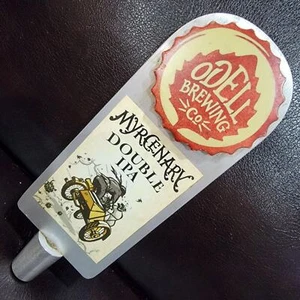 ODELL
BREWING
Co
MYRCENARY
DOUBLE
IPA